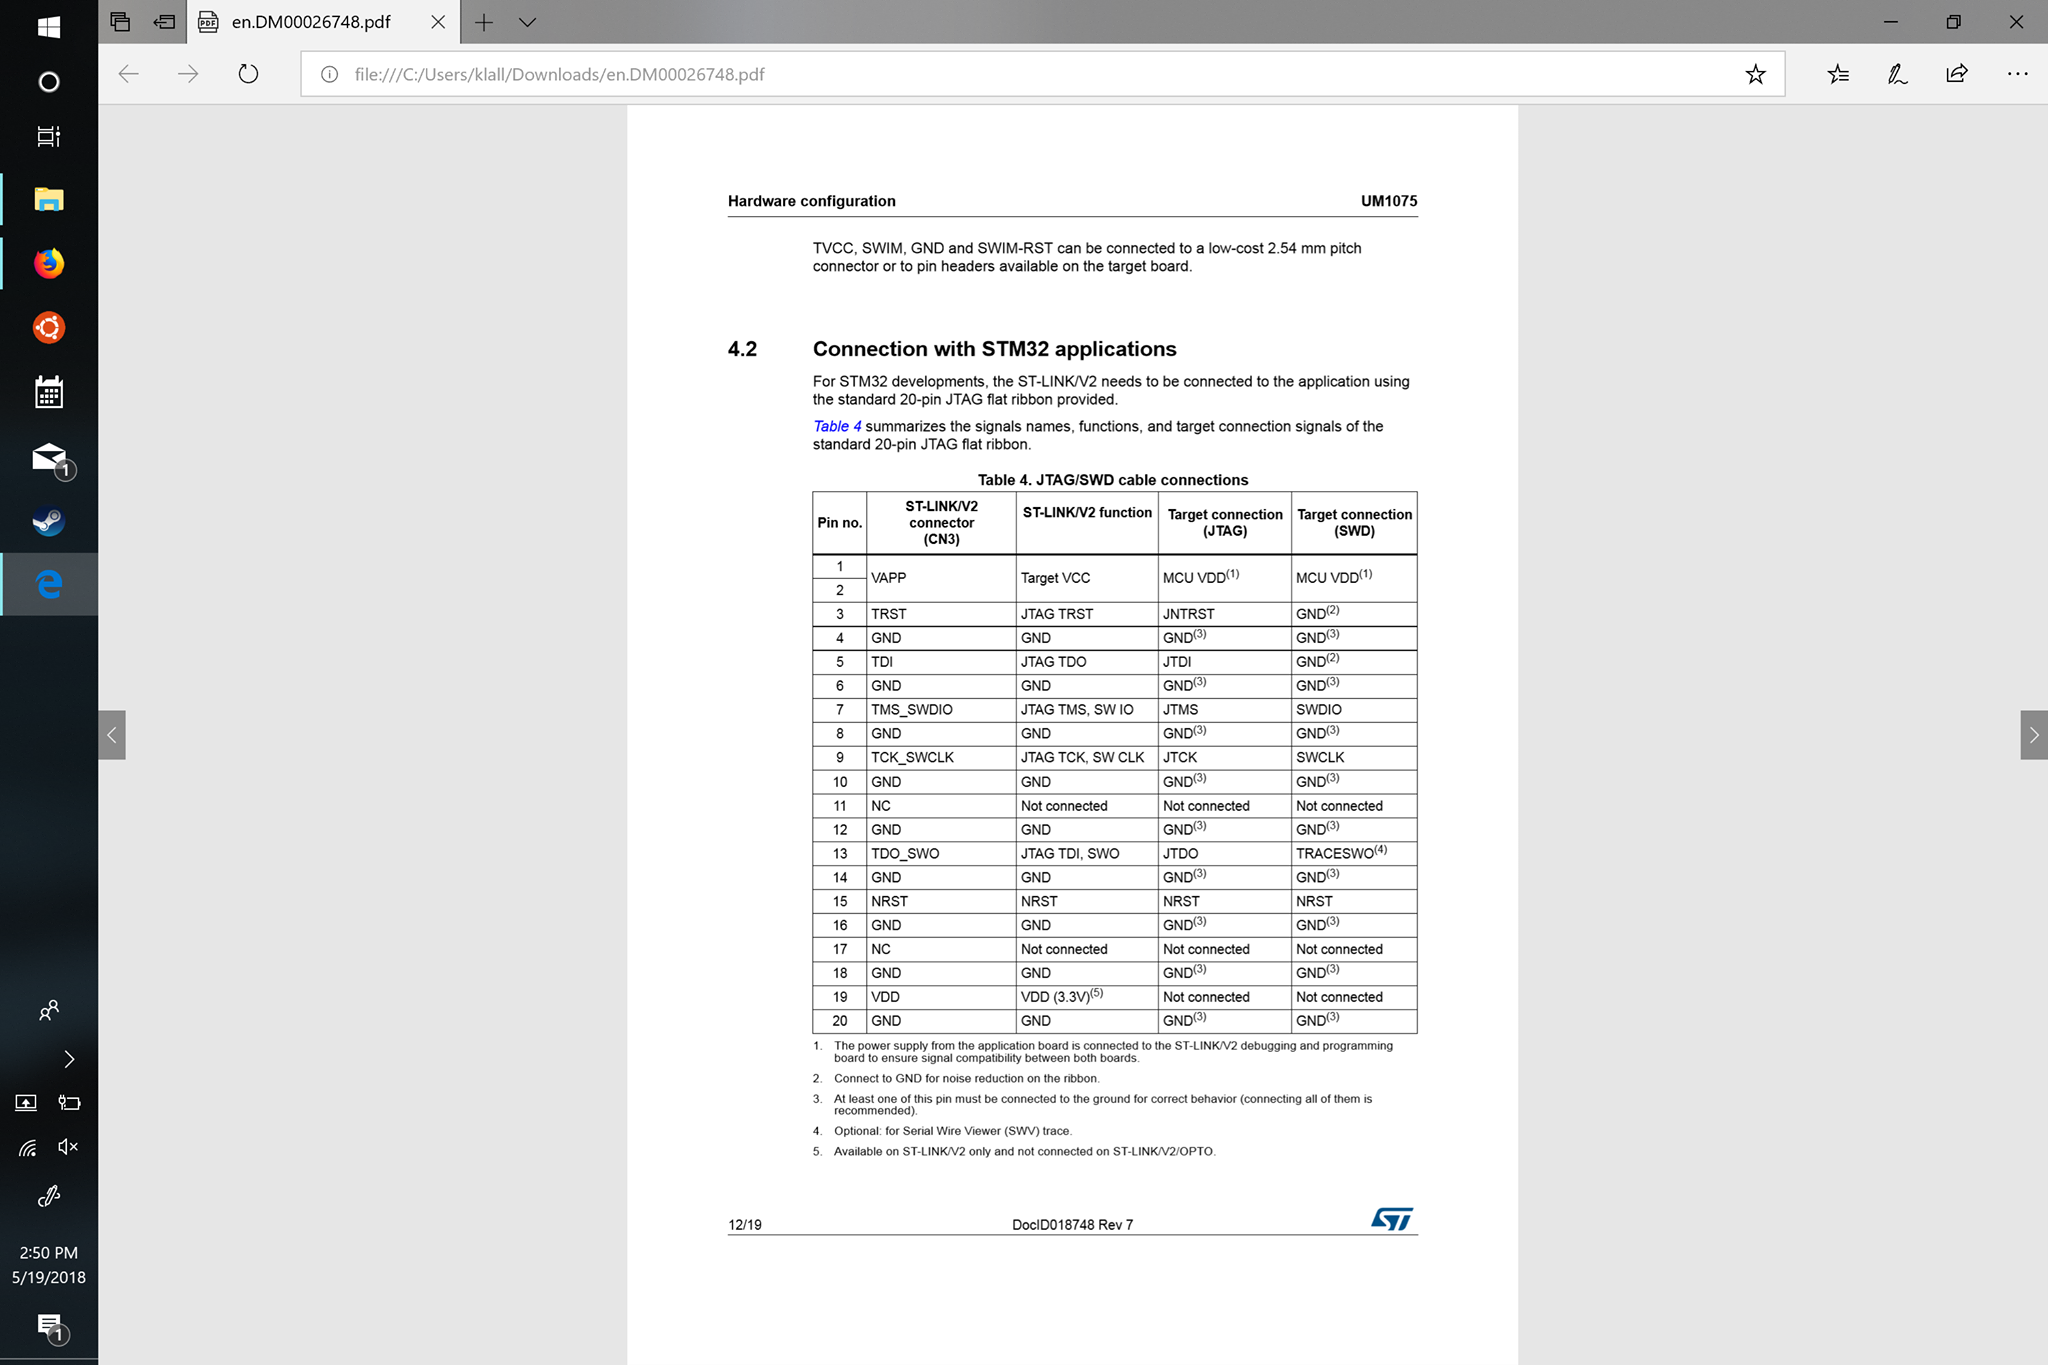 en.DM00026748.pdf
file:///C:/Users/klall/Downloads/en.DM00026748.pdf
Hardware configuration UM1075
TVCC, SWIM, GND and SWIM-RST can be connected to a low-cost 2.54 mm pitch
connector or to pin headers available on the target board.
4.2 Connection with STM32 applications
For STM32 developments, the ST-LINK/V2 needs to be connected to the application using
the standard 20-pin JTAG flat ribbon provided.
Table 4 summarizes the signals names, functions, and target connection signals of the
standard 20-pin JTAG flat ribbon.
Table 4. JTAG/SWD cable connections
Pin no. ST-LINK/V2 connector (CN3) ST-LINK/V2 function Target connection (JTAG) Target connection (SWD)
1
2 VAPP Target VCC MCU VDD(1) MCU VDD(1)
3 TRST JTAG TRST JNTRST GND(2)
4 GND GND GND(3) GND(3)
5 TDI JTAG TDO JTDI GND(2)
6 GND GND GND(3) GND(3)
7 TMS_SWDIO JTAG TMS, SW IO JTMS SWDIO
8 GND GND GND(3) GND(3)
9 TCK_SWCLK JTAG TCK, SW CLK JTCK SWCLK
10 GND GND GND(3) GND(3)
11 NC Not connected Not connected Not connected
12 GND GND GND(3) GND(3)
13 TDO_SWO JTAG TDI, SWO JTDO TRACESWO(4)
14 GND GND GND(3) GND(3)
15 NRST NRST NRST NRST
16 GND GND GND(3) GND(3)
17 NC Not connected Not connected Not connected
18 GND GND GND(3) GND(3)
19 VDD VDD (3.3V)(5) Not connected Not connected
20 GND GND GND(3) GND(3)
1. The power supply from the application board is connected to the ST-LINK/V2 debugging and programming
board to ensure signal compatibility between both boards.
2. Connect to GND for noise reduction on the ribbon.
3. At least one of this pin must be connected to the ground for correct behavior (connecting all of them is
recommended).
4. Optional: for Serial Wire Viewer (SWV) trace.
5. Available on ST-LINK/V2 only and not connected on ST-LINK/V2/OPTO.
12/19 DocID018748 Rev 7 ST
PDF
1
2:50 PM
5/19/2018
1